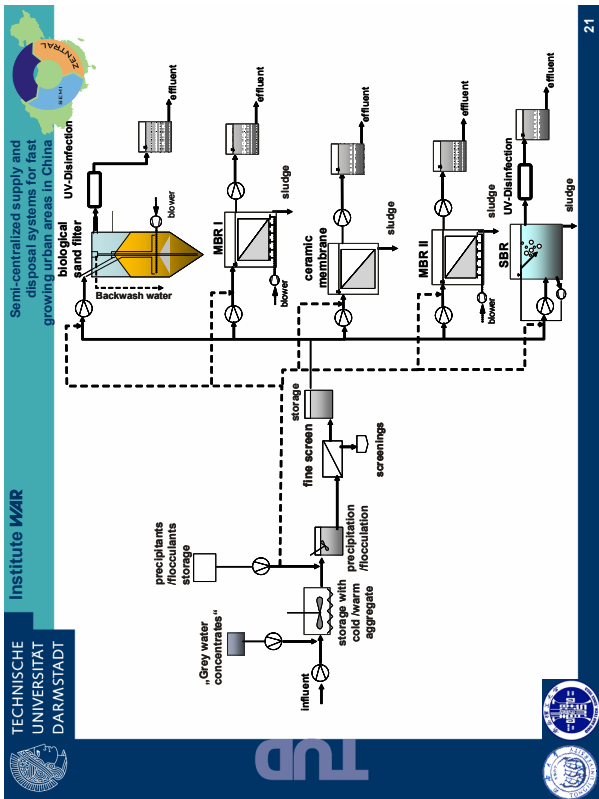 TECHNISCHE
UNIVERSITÄT
DARMSTADT
Institute WAR
Semi-centralized supply and
disposal systems for fast
growing urban areas in China
ZENTRAL
SEMI
influent
„Grey water
concentrates“
storage with
cold /warm
aggregate
precipitants
/flocculants
storage
precipitation
/flocculation
fine screen
screenings
storage
biological
sand filter
UV-Disinfection
effluent
blower
Backwash water
MBR I
effluent
blower
sludge
ceramic
membrane
effluent
sludge
MBR II
effluent
blower
sludge
SBR
UV-Disinfection
effluent
sludge
TUD
21